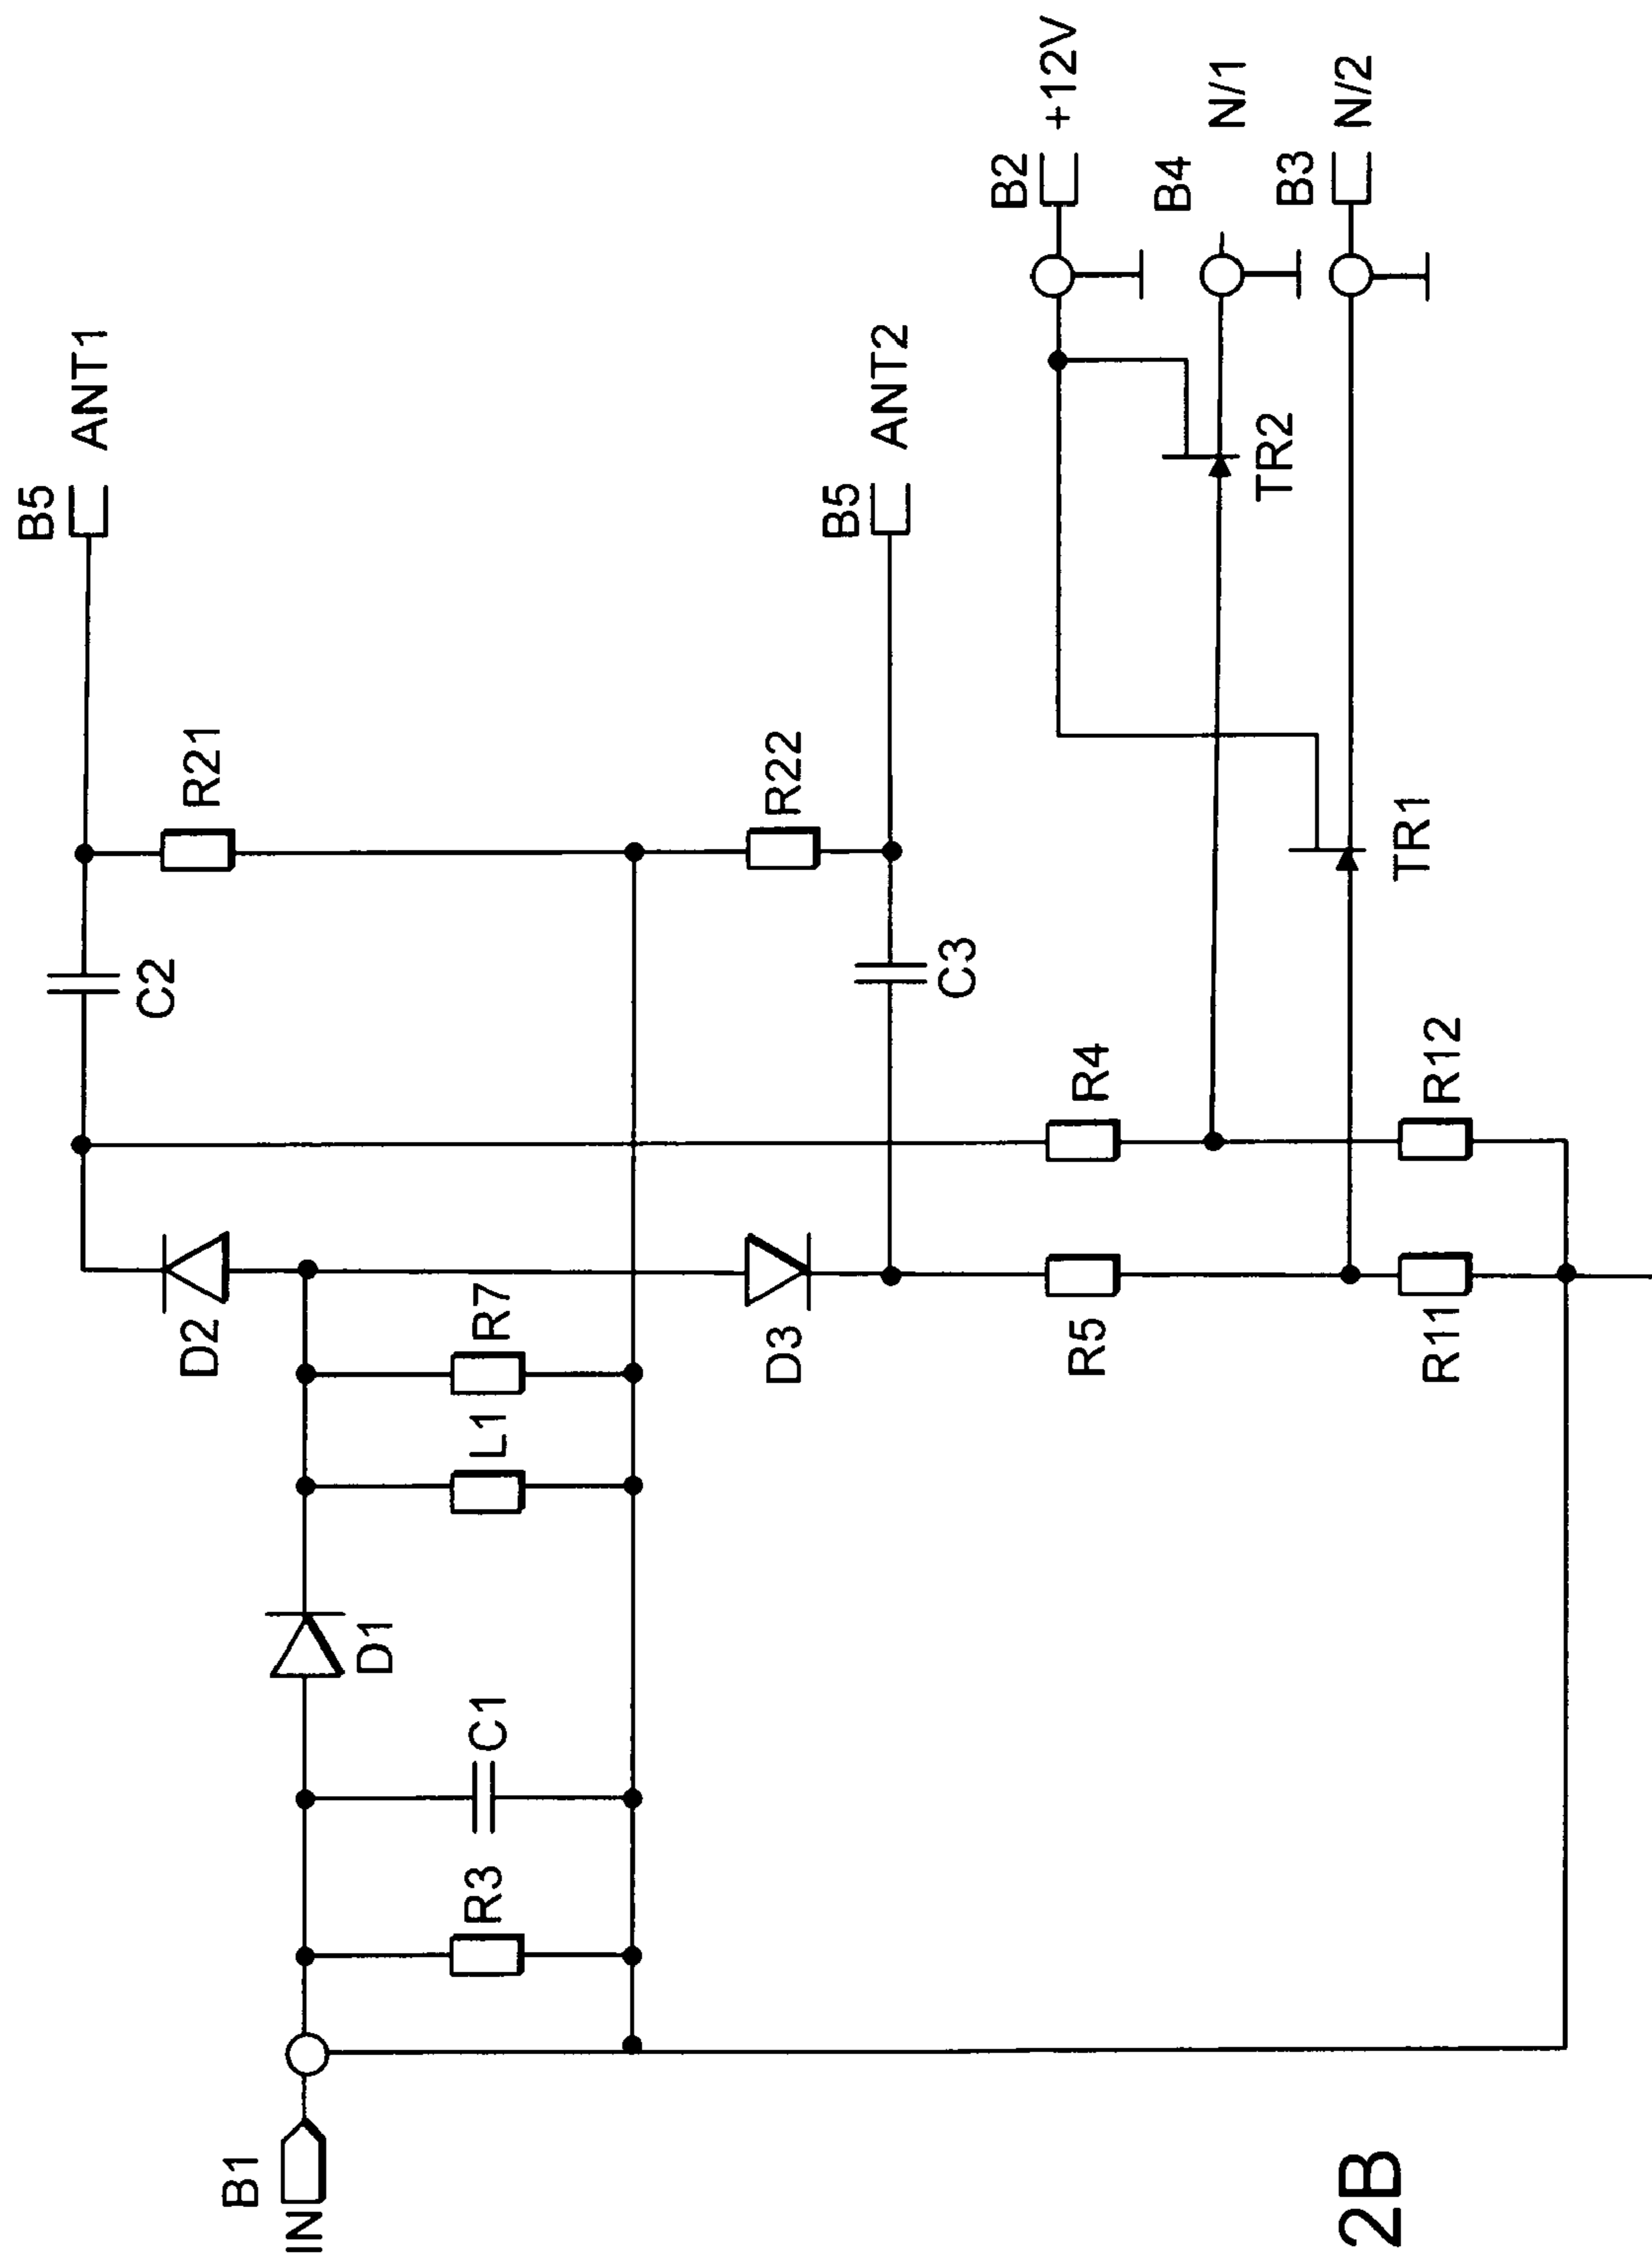 B5 ANT1
C2
R21
D2
B1
IN
R3
C1
D1
L1
R7
D3
R22
B5 ANT2
C3
R5
R4
B2 +12V
B4 N/1
TR2
B3 N/2
TR1
R11
R12
2B